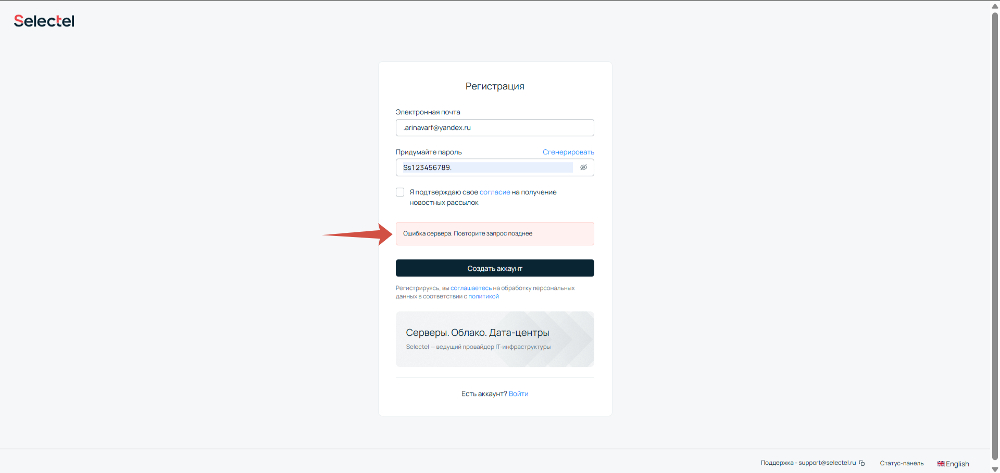 Selectel
Регистрация
Электронная почта
.arinavarf@yandex.ru
Придумайте пароль
Сгенерировать
Ss123456789.
Я подтверждаю свое согласие на получение
новостных рассылок
Ошибка сервера. Повторите запрос позднее
Создать аккаунт
Регистрируясь, вы соглашаетесь на обработку персональных
данных в соответствии с политикой
Серверы. Облако. Дата-центры
Selectel — ведущий провайдер IT-инфраструктуры
Есть аккаунт? Войти
Поддержка - support@selectel.ru
Статус-панель
English